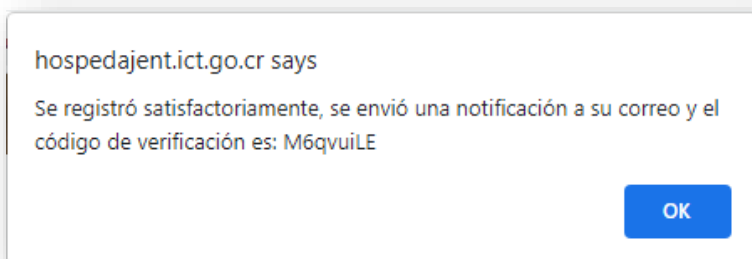 hospedajent.ict.go.cr says
Se registró satisfactoriamente, se envió una notificación a su correo y el
código de verificación es: M6qvuiLE
OK